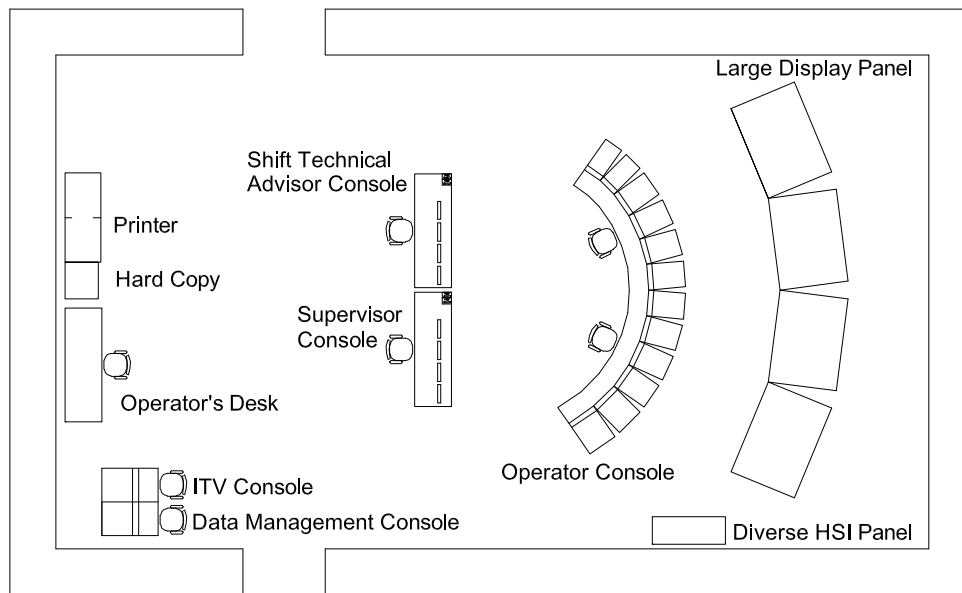 Large Display Panel
Shift Technical
Advisor Console
Printer
Hard Copy
Supervisor
Console
Operator's Desk
Operator Console
ITV Console
Data Management Console
Diverse HSI Panel